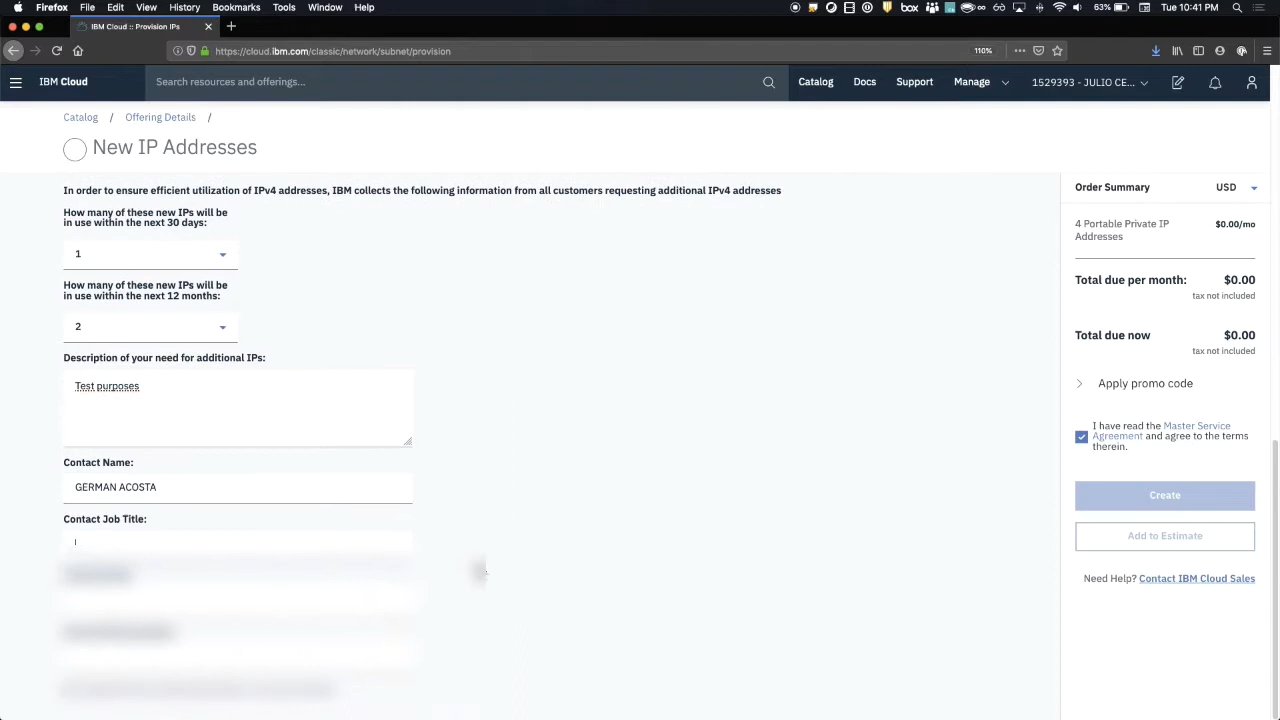 Firefox File Edit View History Bookmarks Tools Window Help 59% Tue 10:41 PM
IBM Cloud :: Provision IPs
https://cloud.ibm.com/classic/network/subnet/provision 110%
IBM Cloud Search resources and offerings... Catalog Docs Support Manage 1529393 - JULIO CE...
Catalog / Offering Details /
New IP Addresses
In order to ensure efficient utilization of IPv4 addresses, IBM collects the following information from all customers requesting additional IPv4 addresses
How many of these new IPs will be
in use within the next 30 days:
1
How many of these new IPs will be
in use within the next 12 months:
2
Description of your need for additional IPs:
Test purposes
Contact Name:
GERMAN ACOSTA
Contact Job Title:
Order Summary USD
4 Portable Private IP
Addresses
$0.00/mo
Total due per month: $0.00
tax not included
Total due now $0.00
tax not included
Apply promo code
I have read the Master Service
Agreement and agree to the terms
therein.
Create
Add to Estimate
Need Help? Contact IBM Cloud Sales